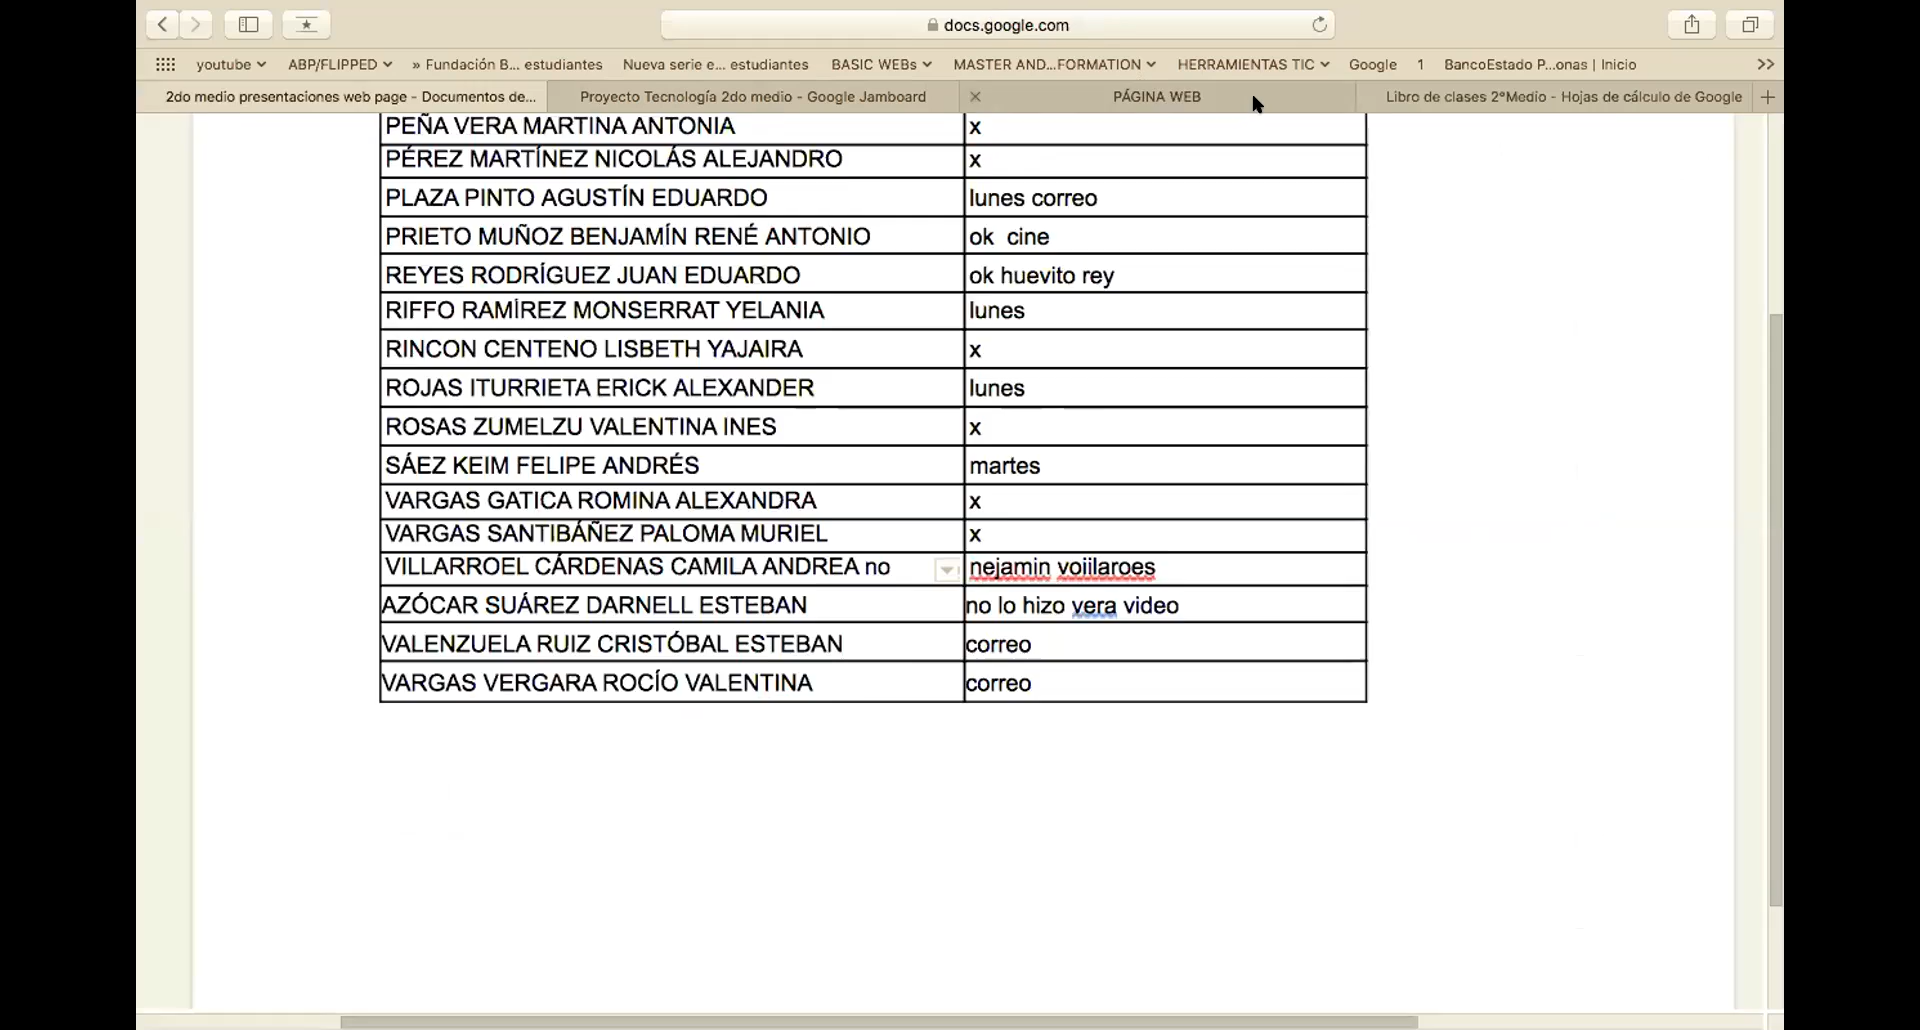 docs.google.com
youtube ABP/FLIPPED » Fundación B... estudiantes Nueva serie e... estudiantes BASIC WEBs MASTER AND...FORMATION HERRAMIENTAS TIC Google 1 BancoEstado P...onas | Inicio
2do medio presentaciones web page - Documentos de... Proyecto Tecnología 2do medio - Google Jamboard PÁGINA WEB Libro de clases 2°Medio - Hojas de cálculo de Google
PEÑA VERA MARTINA ANTONIA x
PÉREZ MARTÍNEZ NICOLÁS ALEJANDRO x
PLAZA PINTO AGUSTÍN EDUARDO lunes correo
PRIETO MUÑOZ BENJAMÍN RENÉ ANTONIO ok cine
REYES RODRÍGUEZ JUAN EDUARDO ok huevito rey
RIFFO RAMÍREZ MONSERRAT YELANIA lunes
RINCON CENTENO LISBETH YAJAIRA x
ROJAS ITURRIETA ERICK ALEXANDER lunes
ROSAS ZUMELZU VALENTINA INES x
SÁEZ KEIM FELIPE ANDRÉS martes
VARGAS GATICA ROMINA ALEXANDRA x
VARGAS SANTIBÁÑEZ PALOMA MURIEL x
VILLARROEL CÁRDENAS CAMILA ANDREA no nejamin voiilaroes
AZÓCAR SUÁREZ DARNELL ESTEBAN no lo hizo vera video
VALENZUELA RUIZ CRISTÓBAL ESTEBAN correo
VARGAS VERGARA ROCÍO VALENTINA correo